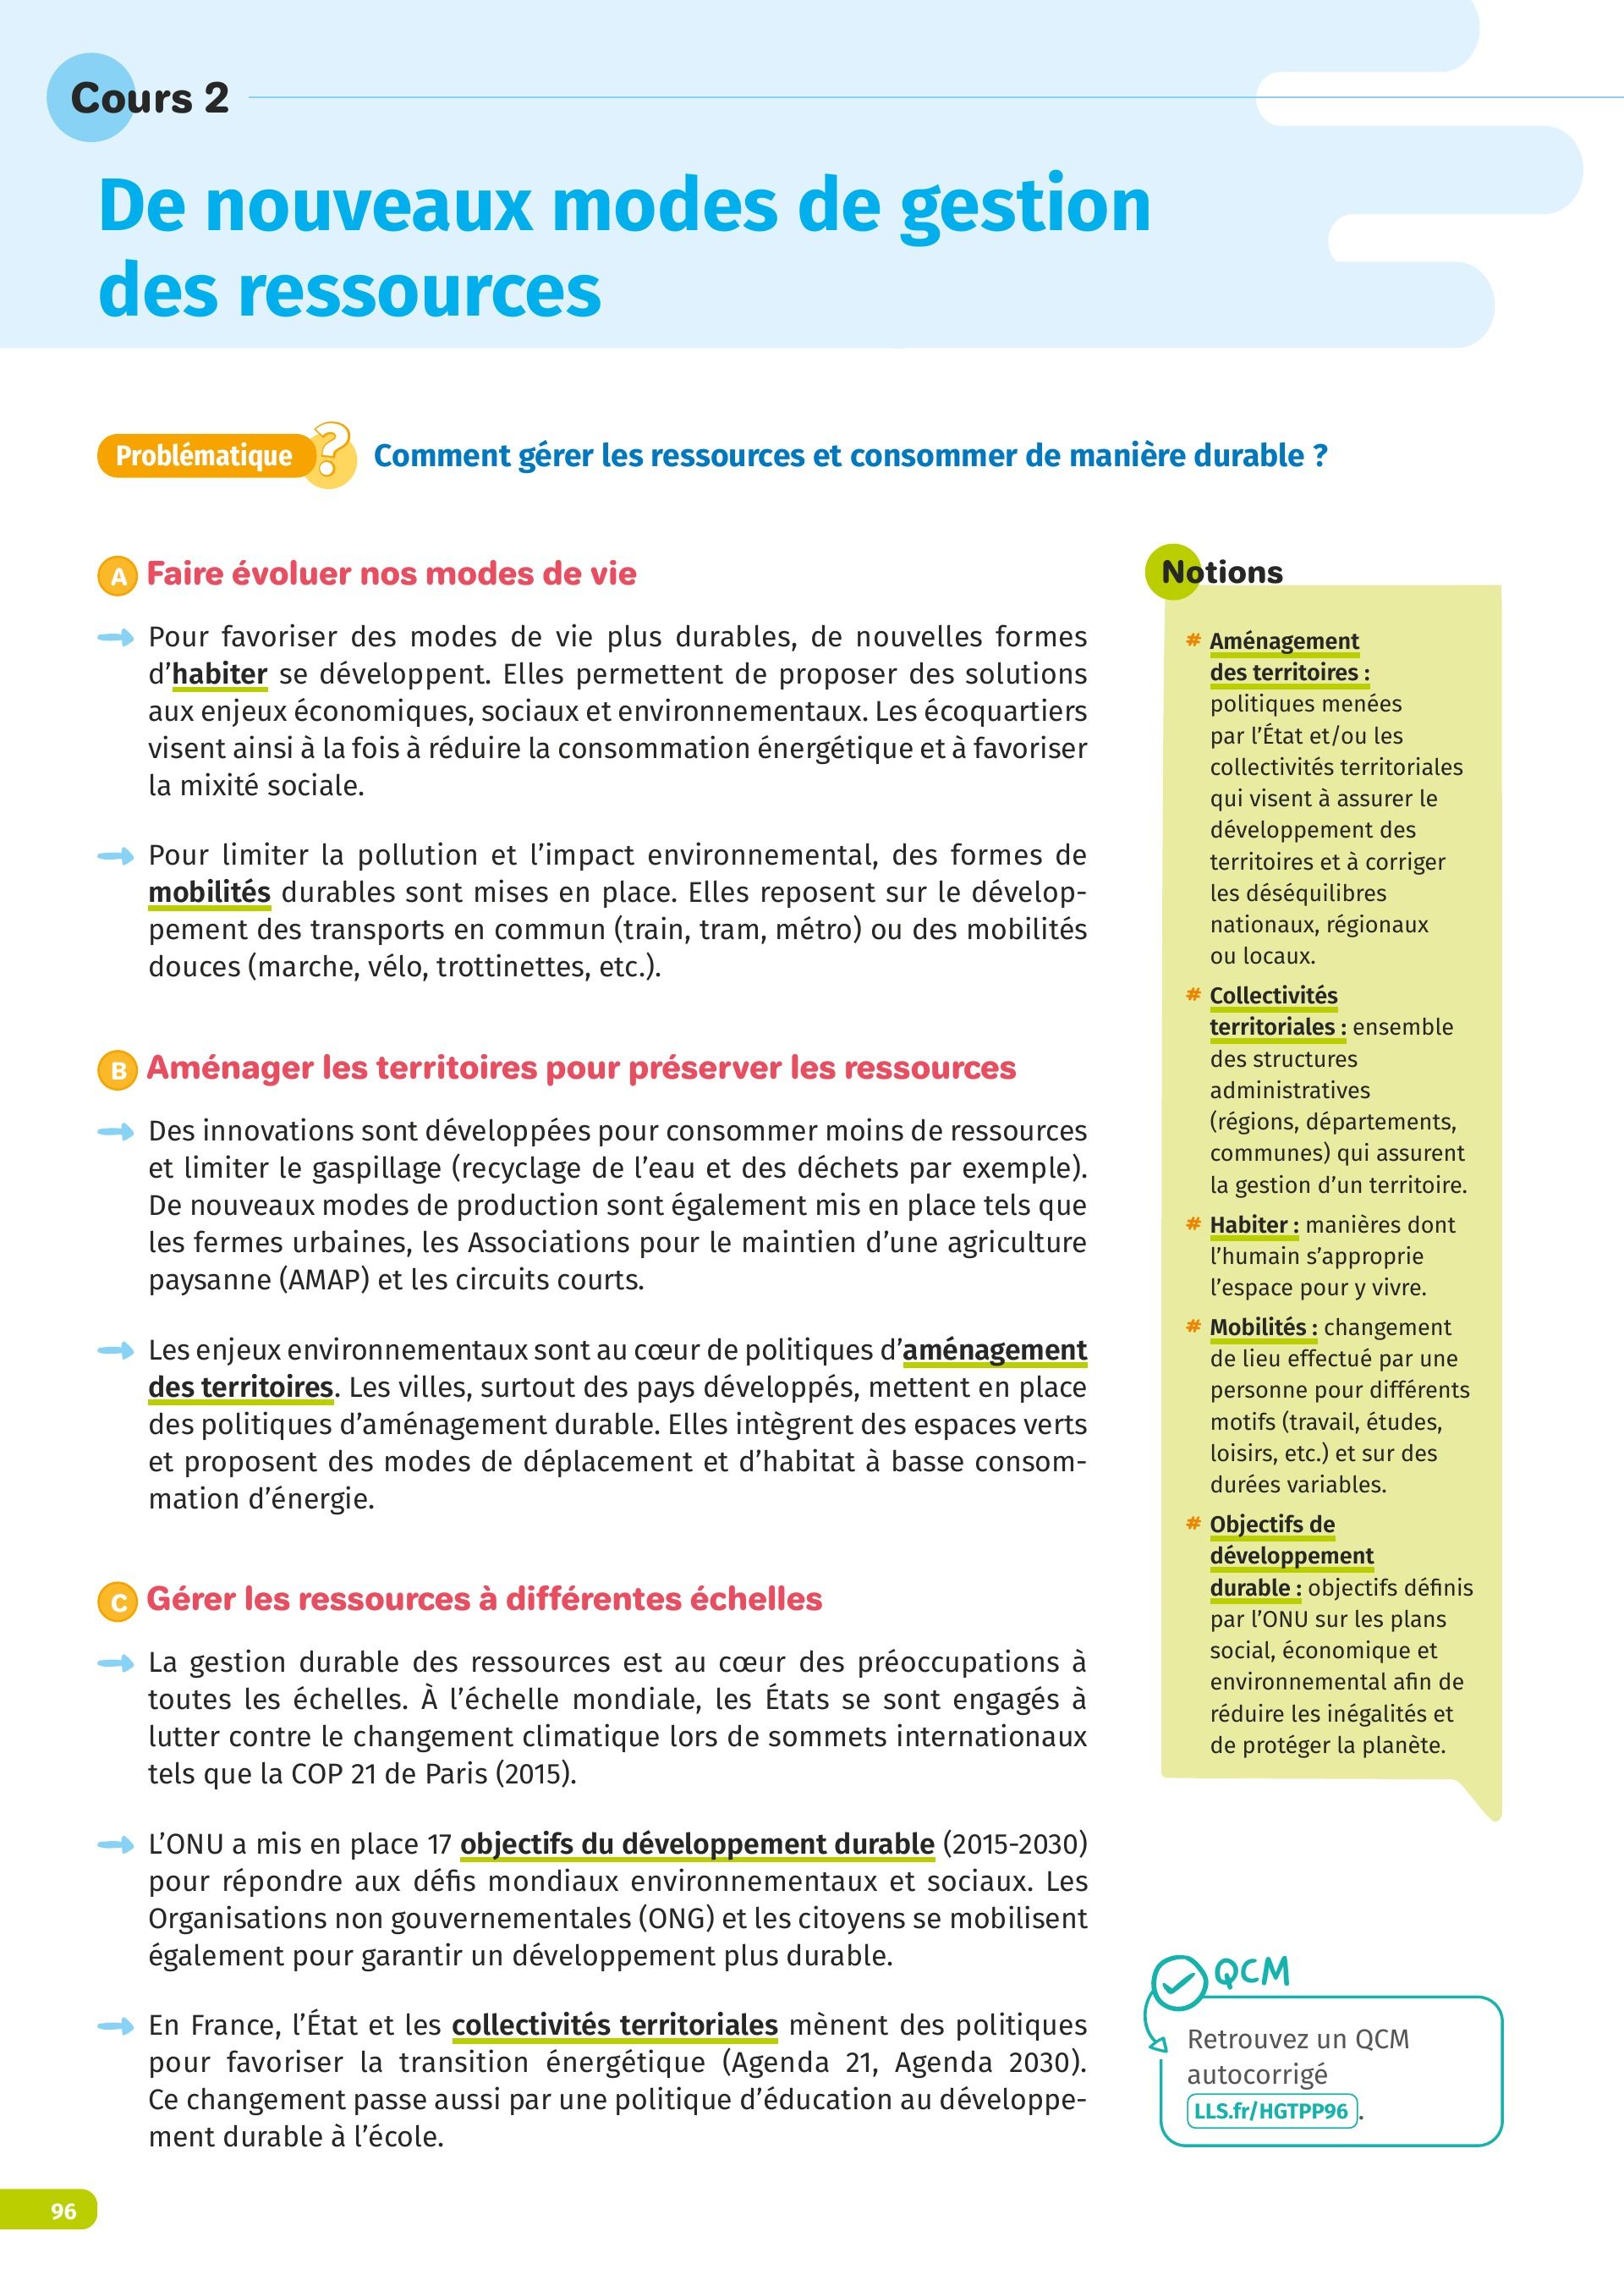 Cours 2
De nouveaux modes de gestion
des ressources
Problématique ?
Comment gérer les ressources et consommer de manière durable ?
A Faire évoluer nos modes de vie
Pour favoriser des modes de vie plus durables, de nouvelles formes
d’habiter se développent. Elles permettent de proposer des solutions
aux enjeux économiques, sociaux et environnementaux. Les écoquartiers
visent ainsi à la fois à réduire la consommation énergétique et à favoriser
la mixité sociale.
Pour limiter la pollution et l’impact environnemental, des formes de
mobilités durables sont mises en place. Elles reposent sur le dévelop-
pement des transports en commun (train, tram, métro) ou des mobilités
douces (marche, vélo, trottinettes, etc.).
B Aménager les territoires pour préserver les ressources
Des innovations sont développées pour consommer moins de ressources
et limiter le gaspillage (recyclage de l’eau et des déchets par exemple).
De nouveaux modes de production sont également mis en place tels que
les fermes urbaines, les Associations pour le maintien d’une agriculture
paysanne (AMAP) et les circuits courts.
Les enjeux environnementaux sont au cœur de politiques d’aménagement
des territoires. Les villes, surtout des pays développés, mettent en place
des politiques d’aménagement durable. Elles intègrent des espaces verts
et proposent des modes de déplacement et d’habitat à basse consom-
mation d’énergie.
C Gérer les ressources à différentes échelles
La gestion durable des ressources est au cœur des préoccupations à
toutes les échelles. À l’échelle mondiale, les États se sont engagés à
lutter contre le changement climatique lors de sommets internationaux
tels que la COP 21 de Paris (2015).
L’ONU a mis en place 17 objectifs du développement durable (2015-2030)
pour répondre aux défis mondiaux environnementaux et sociaux. Les
Organisations non gouvernementales (ONG) et les citoyens se mobilisent
également pour garantir un développement plus durable.
En France, l’État et les collectivités territoriales mènent des politiques
pour favoriser la transition énergétique (Agenda 21, Agenda 2030).
Ce changement passe aussi par une politique d’éducation au développe-
ment durable à l’école.
Notions
# Aménagement
des territoires :
politiques menées
par l’État et/ou les
collectivités territoriales
qui visent à assurer le
développement des
territoires et à corriger
les déséquilibres
nationaux, régionaux
ou locaux.
# Collectivités
territoriales : ensemble
des structures
administratives
(régions, départements,
communes) qui assurent
la gestion d’un territoire.
# Habiter : manières dont
l’humain s’approprie
l’espace pour y vivre.
# Mobilités : changement
de lieu effectué par une
personne pour différents
motifs (travail, études,
loisirs, etc.) et sur des
durées variables.
# Objectifs de
développement
durable : objectifs définis
par l’ONU sur les plans
social, économique et
environnemental afin de
réduire les inégalités et
de protéger la planète.
QCM
Retrouvez un QCM
autocorrigé
LLS.fr/HGTPP96.
96